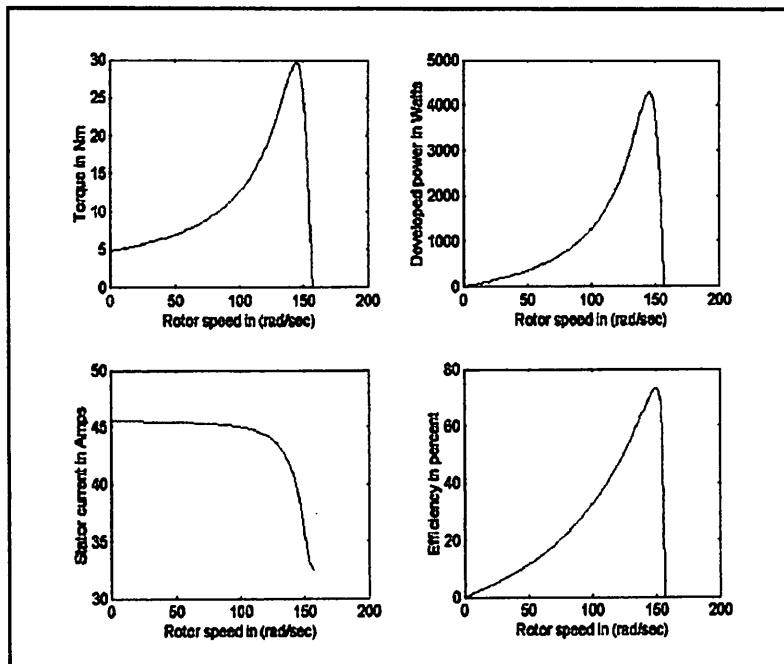 Torque in Nm
30
25
20
15
10
5
0
0 50 100 150 200
Rotor speed in (rad/sec)
Developed power in Watts
5000
4000
3000
2000
1000
0
0 50 100 150 200
Rotor speed in (rad/sec)
Stator current in Amps
50
45
40
35
30
0 50 100 150 200
Rotor speed in (rad/sec)
Efficiency in percent
80
60
40
20
0
0 50 100 150 200
Rotor speed in (rad/sec)